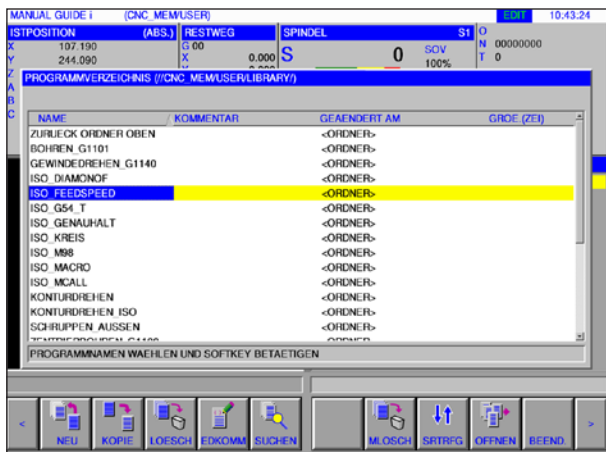 MANUAL GUIDE i (CNC_MEM/USER) EDIT 10:43:24
ISTPOSITION (ABS.) RESTWEG SPINDEL S1 O
X 107.190 G 00 S 0 SOV N 00000000
Y 244.090 X 0.000 100% T 0
Z
PROGRAMMVERZEICHNIS (//CNC_MEM/USER/LIBRARY/)
A
B
C
NAME / KOMMENTAR GEAENDERT AM GROE.(ZEI)
ZURUECK ORDNER OBEN <ORDNER>
BOHREN_G1101 <ORDNER>
GEWINDEDREHEN_G1140 <ORDNER>
ISO_DIAMONOF <ORDNER>
ISO_FEEDSPEED <ORDNER>
ISO_G54_T <ORDNER>
ISO_GENAUHALT <ORDNER>
ISO_KREIS <ORDNER>
ISO_M98 <ORDNER>
ISO_MACRO <ORDNER>
ISO_MCALL <ORDNER>
KONTURDREHEN <ORDNER>
KONTURDREHEN_ISO <ORDNER>
SCHRUPPEN_AUSSEN <ORDNER>
PROGRAMMNAMEN WAEHLEN UND SOFTKEY BETAETIGEN
< NEU KOPIE LOESCH EDKOMM SUCHEN MLOSCH SRTRFG OFFNEN BEEND. >